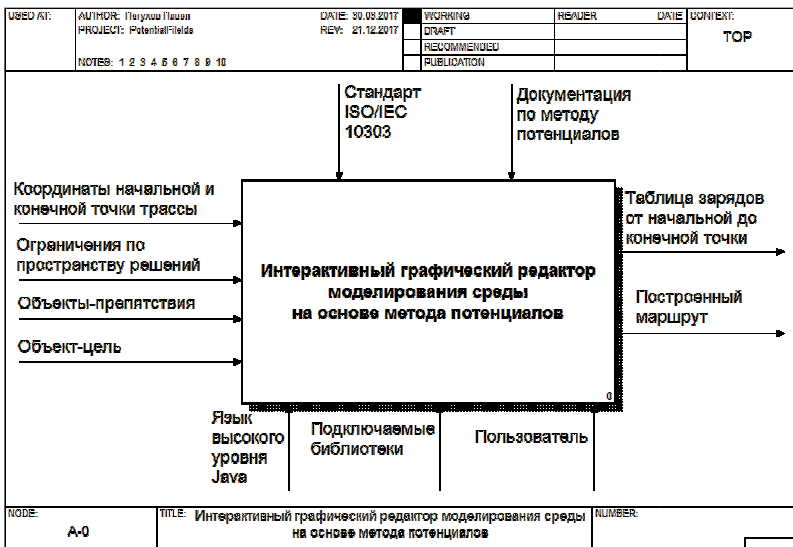 USED AT:
AUTHOR: Петухов Павел
DATE: 30.03.2017
WORKING
READER
DATE
CONTEXT:
PROJECT: PotentialFields
REV: 21.12.2017
DRAFT
TOP
RECOMMENDED
NOTES: 1 2 3 4 5 6 7 8 9 10
PUBLICATION
Стандарт
ISO/IEC
10303
Документация
по методу
потенциалов
Координаты начальной и
конечной точки трассы
Ограничения по
пространству решений
Объекты-препятствия
Объект-цель
Интерактивный графический редактор
моделирования среды
на основе метода потенциалов
0
Таблица зарядов
от начальной до
конечной точки
Построенный
маршрут
Язык
высокого
уровня
Java
Подключаемые
библиотеки
Пользователь
NODE:
A-0
TITLE:
Интерактивный графический редактор моделирования среды
на основе метода потенциалов
NUMBER: